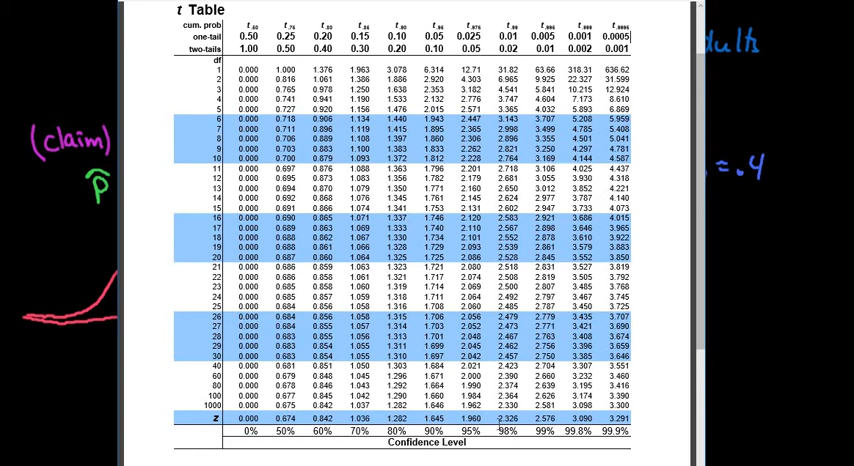 t Table
cum. prob t .50 t .75 t .80 t .85 t .90 t .95 t .975 t .99 t .995 t .999 t .9995
one-tail 0.50 0.25 0.20 0.15 0.10 0.05 0.025 0.01 0.005 0.001 0.0005
two-tails 1.00 0.50 0.40 0.30 0.20 0.10 0.05 0.02 0.01 0.002 0.001
df
1 0.000 1.000 1.376 1.963 3.078 6.314 12.71 31.82 63.66 318.31 636.62
2 0.000 0.816 1.061 1.386 1.886 2.920 4.303 6.965 9.925 22.327 31.599
3 0.000 0.765 0.978 1.250 1.638 2.353 3.182 4.541 5.841 10.215 12.924
4 0.000 0.741 0.941 1.190 1.533 2.132 2.776 3.747 4.604 7.173 8.610
5 0.000 0.727 0.920 1.156 1.476 2.015 2.571 3.365 4.032 5.893 6.869
6 0.000 0.718 0.906 1.134 1.440 1.943 2.447 3.143 3.707 5.208 5.959
7 0.000 0.711 0.896 1.119 1.415 1.895 2.365 2.998 3.499 4.785 5.408
8 0.000 0.706 0.889 1.108 1.397 1.860 2.306 2.896 3.355 4.501 5.041
9 0.000 0.703 0.883 1.100 1.383 1.833 2.262 2.821 3.250 4.297 4.781
10 0.000 0.700 0.879 1.093 1.372 1.812 2.228 2.764 3.169 4.144 4.587
11 0.000 0.697 0.876 1.088 1.363 1.796 2.201 2.718 3.106 4.025 4.437
12 0.000 0.695 0.873 1.083 1.356 1.782 2.179 2.681 3.055 3.930 4.318
13 0.000 0.694 0.870 1.079 1.350 1.771 2.160 2.650 3.012 3.852 4.221
14 0.000 0.692 0.868 1.076 1.345 1.761 2.145 2.624 2.977 3.787 4.140
15 0.000 0.691 0.866 1.074 1.341 1.753 2.131 2.602 2.947 3.733 4.073
16 0.000 0.690 0.865 1.071 1.337 1.746 2.120 2.583 2.921 3.686 4.015
17 0.000 0.689 0.863 1.069 1.333 1.740 2.110 2.567 2.898 3.646 3.965
18 0.000 0.688 0.862 1.067 1.330 1.734 2.101 2.552 2.878 3.610 3.922
19 0.000 0.688 0.861 1.066 1.328 1.729 2.093 2.539 2.861 3.579 3.883
20 0.000 0.687 0.860 1.064 1.325 1.725 2.086 2.528 2.845 3.552 3.850
21 0.000 0.686 0.859 1.063 1.323 1.721 2.080 2.518 2.831 3.527 3.819
22 0.000 0.686 0.858 1.061 1.321 1.717 2.074 2.508 2.819 3.505 3.792
23 0.000 0.685 0.858 1.060 1.319 1.714 2.069 2.500 2.807 3.485 3.768
24 0.000 0.685 0.857 1.059 1.318 1.711 2.064 2.492 2.797 3.467 3.745
25 0.000 0.684 0.856 1.058 1.316 1.708 2.060 2.485 2.787 3.450 3.725
26 0.000 0.684 0.856 1.058 1.315 1.706 2.056 2.479 2.779 3.435 3.707
27 0.000 0.684 0.855 1.057 1.314 1.703 2.052 2.473 2.771 3.421 3.690
28 0.000 0.683 0.855 1.056 1.313 1.701 2.048 2.467 2.763 3.408 3.674
29 0.000 0.683 0.854 1.055 1.311 1.699 2.045 2.462 2.756 3.396 3.659
30 0.000 0.683 0.854 1.055 1.310 1.697 2.042 2.457 2.750 3.385 3.646
40 0.000 0.681 0.851 1.050 1.303 1.684 2.021 2.423 2.704 3.307 3.551
60 0.000 0.679 0.848 1.045 1.296 1.671 2.000 2.390 2.660 3.232 3.460
80 0.000 0.678 0.846 1.043 1.292 1.664 1.990 2.374 2.639 3.195 3.416
100 0.000 0.677 0.845 1.042 1.290 1.660 1.984 2.364 2.626 3.174 3.390
1000 0.000 0.675 0.842 1.037 1.282 1.646 1.962 2.330 2.581 3.098 3.300
z 0.000 0.674 0.842 1.036 1.282 1.645 1.960 2.326 2.576 3.090 3.291
0% 50% 60% 70% 80% 90% 95% 98% 99% 99.8% 99.9%
Confidence Level
(claim)
p̂
dults
= .4